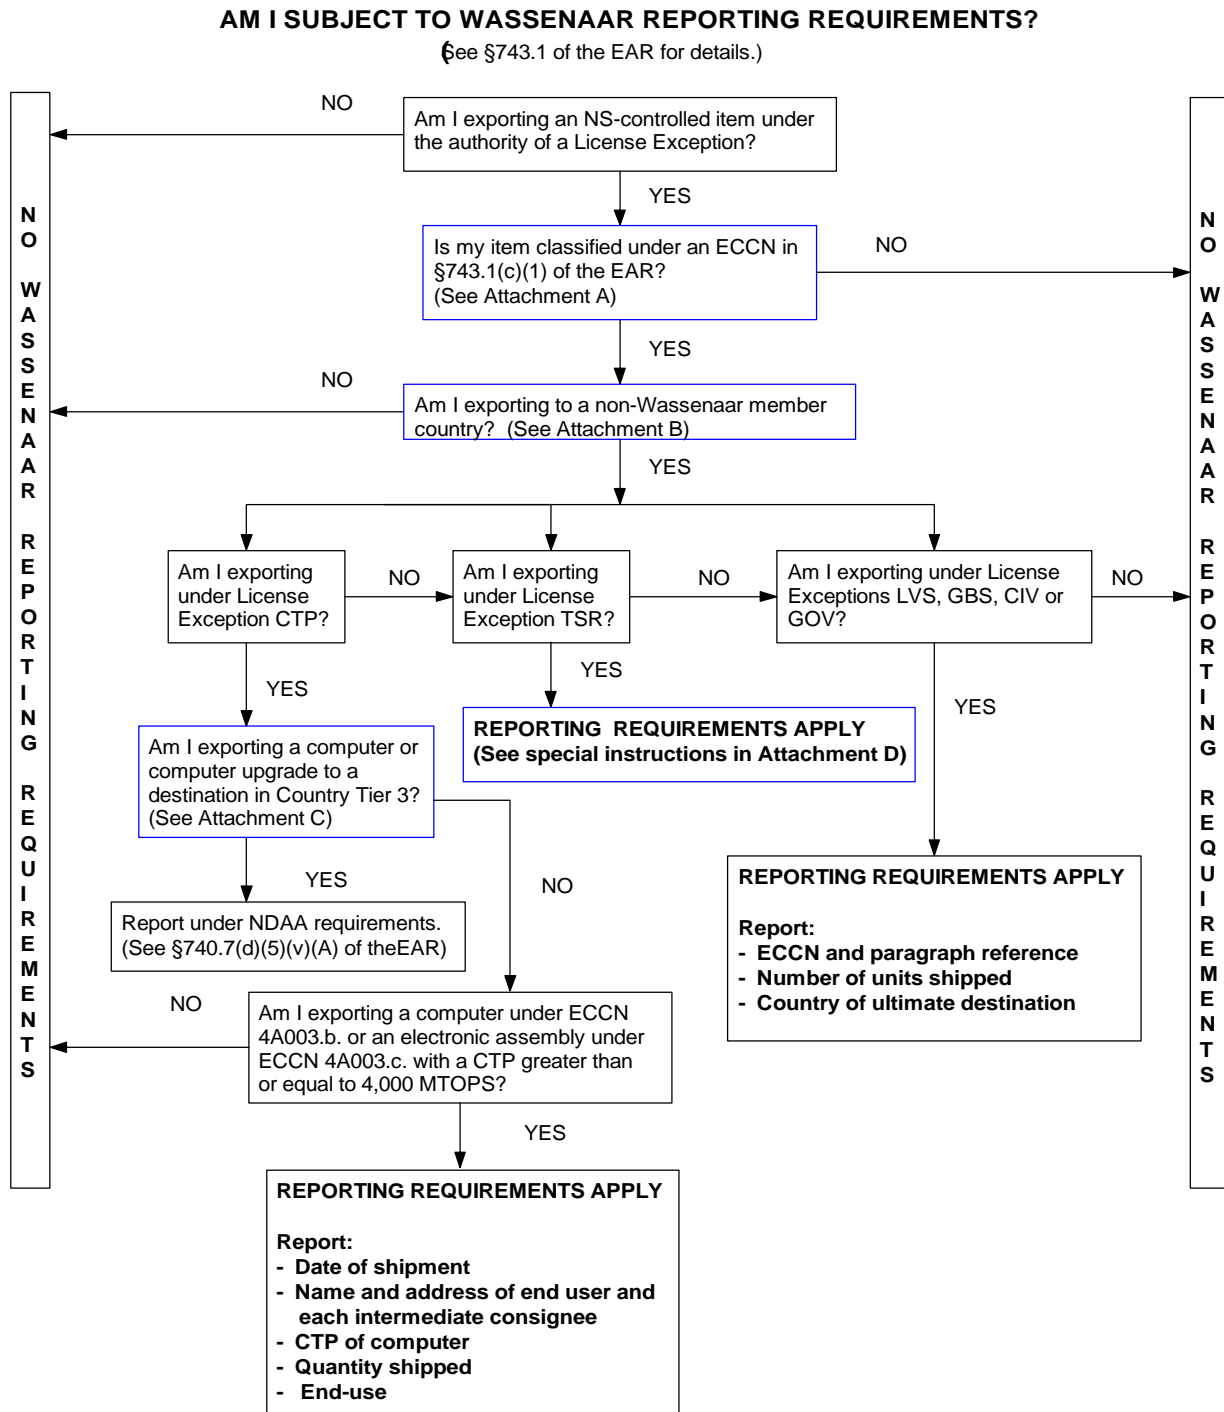 AM I SUBJECT TO WASSENAAR REPORTING REQUIREMENTS?
(See §743.1 of the EAR for details.)
NO
Am I exporting an NS-controlled item under
the authority of a License Exception?
YES
Is my item classified under an ECCN in
§743.1(c)(1) of the EAR?
(See Attachment A)
NO
YES
NO
Am I exporting to a non-Wassenaar member
country? (See Attachment B)
YES
Am I exporting
under License
Exception CTP?
NO
Am I exporting
under License
Exception TSR?
NO
Am I exporting under License
Exceptions LVS, GBS, CIV or
GOV?
NO
YES
YES
YES
Am I exporting a computer or
computer upgrade to a
destination in Country Tier 3?
(See Attachment C)
REPORTING REQUIREMENTS APPLY
(See special instructions in Attachment D)
YES
NO
Report under NDAA requirements.
(See §740.7(d)(5)(v)(A) of theEAR)
REPORTING REQUIREMENTS APPLY
Report:
- ECCN and paragraph reference
- Number of units shipped
- Country of ultimate destination
NO
Am I exporting a computer under ECCN
4A003.b. or an electronic assembly under
ECCN 4A003.c. with a CTP greater than
or equal to 4,000 MTOPS?
YES
REPORTING REQUIREMENTS APPLY
Report:
- Date of shipment
- Name and address of end user and
each intermediate consignee
- CTP of computer
- Quantity shipped
- End-use
NO WASSENAAR REPORTING REQUIREMENTS
NO WASSENAAR REPORTING REQUIREMENTS